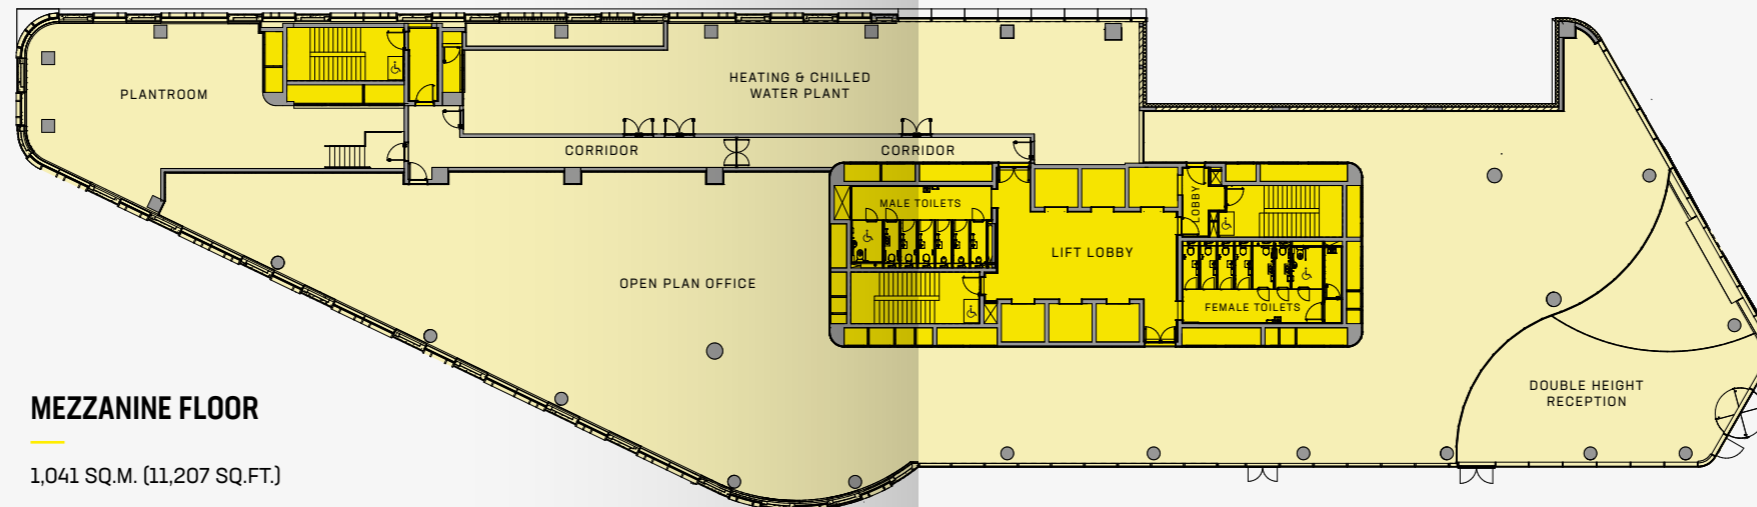 PLANTROOM
HEATING & CHILLED
WATER PLANT
CORRIDOR
CORRIDOR
MALE TOILETS
LOBBY
LIFT LOBBY
OPEN PLAN OFFICE
FEMALE TOILETS
DOUBLE HEIGHT
RECEPTION
MEZZANINE FLOOR
1,041 SQ.M. (11,207 SQ.FT.)